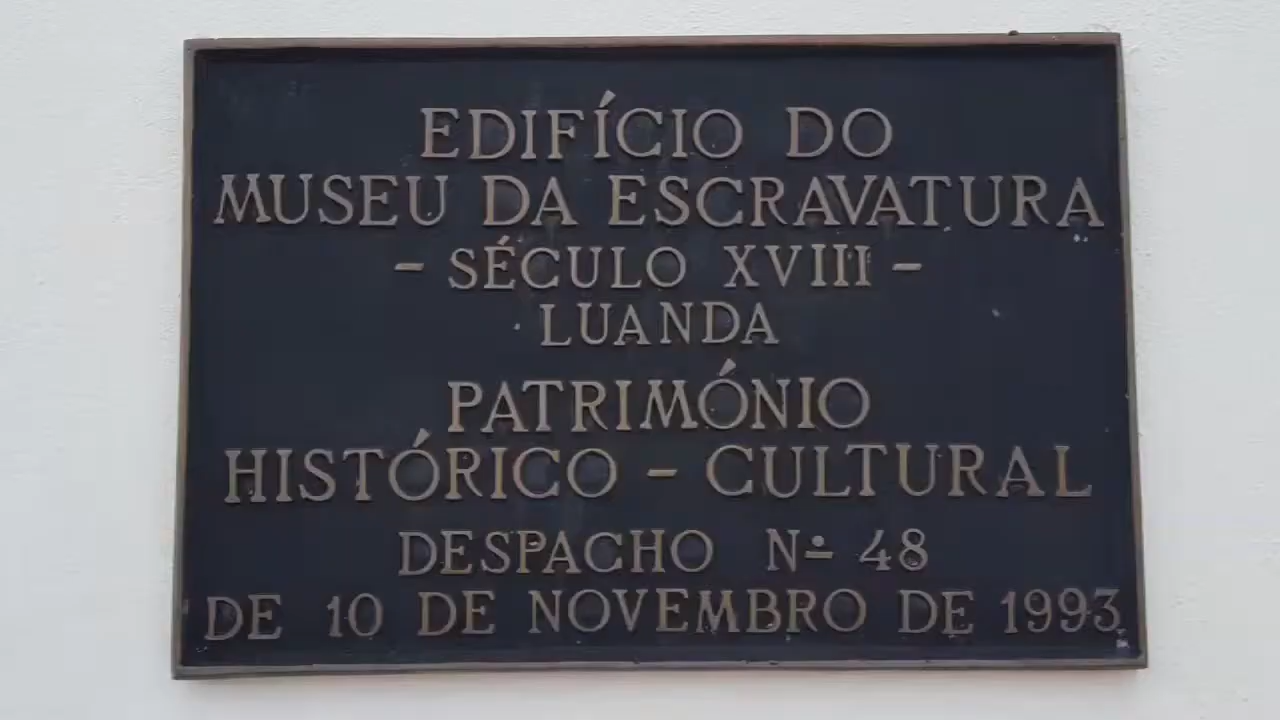 EDIFÍCIO DO
MUSEU DA ESCRAVATURA
- SÉCULO XVIII -
LUANDA
PATRIMÓNIO
HISTÓRICO - CULTURAL
DESPACHO Nº 48
DE 10 DE NOVEMBRO DE 1993